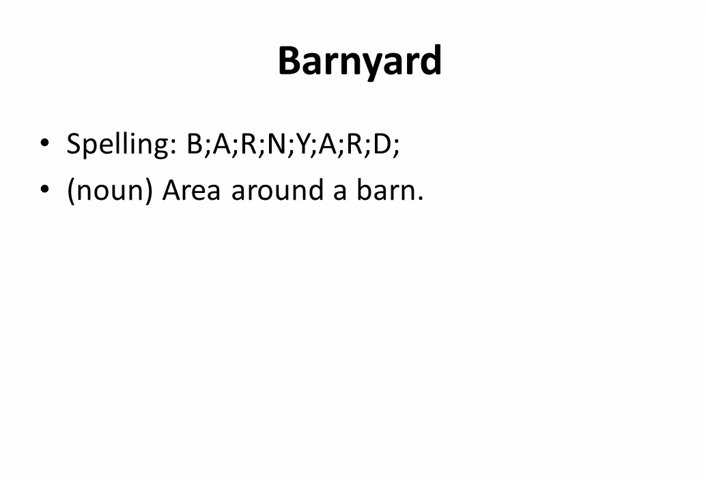 Barnyard
• Spelling: B;A;R;N;Y;A;R;D;
• (noun) Area around a barn.